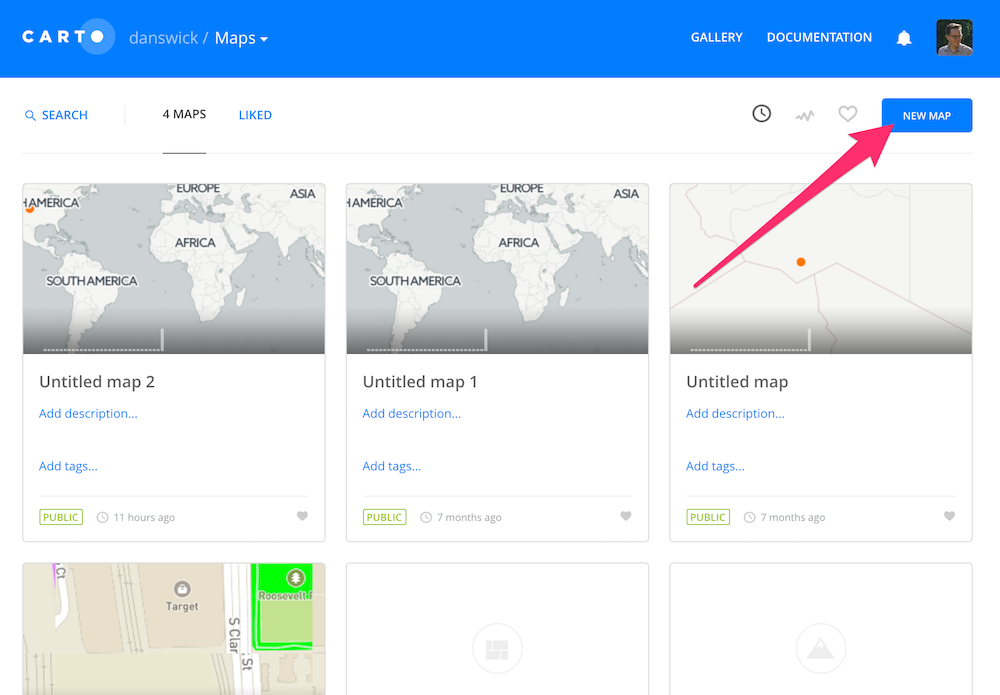 CARTO danswick / Maps GALLERY DOCUMENTATION
SEARCH 4 MAPS LIKED NEW MAP
EUROPE ASIA EUROPE ASIA
H AMERICA H AMERICA
AFRICA AFRICA
SOUTH AMERICA SOUTH AMERICA
Untitled map 2 Untitled map 1 Untitled map
Add description... Add description... Add description...
Add tags... Add tags... Add tags...
PUBLIC 11 hours ago PUBLIC 7 months ago PUBLIC 7 months ago
Ct
Target Roosevelt
S Clar
St